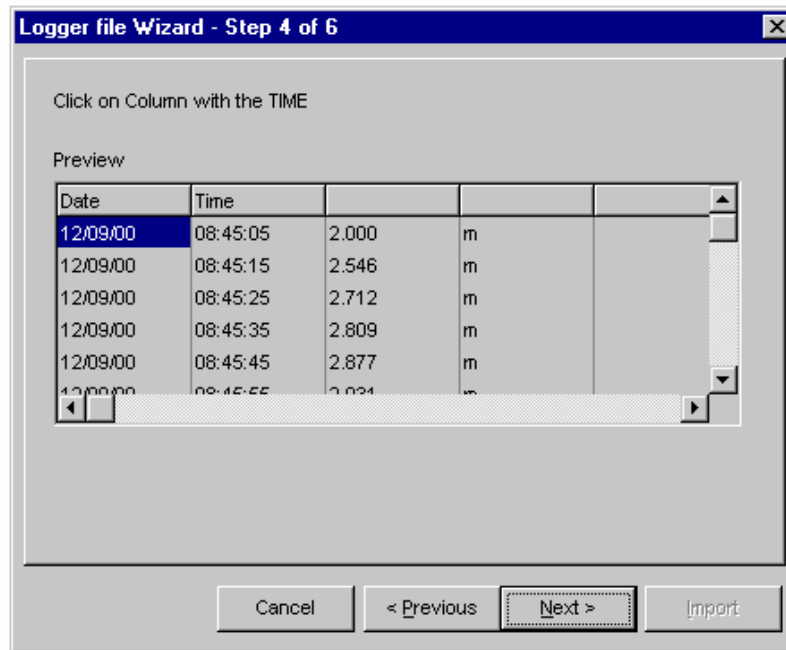 Logger file Wizard - Step 4 of 6
Click on Column with the TIME
Preview
Date Time
12/09/00 08:45:05 2.000 m
12/09/00 08:45:15 2.546 m
12/09/00 08:45:25 2.712 m
12/09/00 08:45:35 2.809 m
12/09/00 08:45:45 2.877 m
Cancel < Previous Next > Import